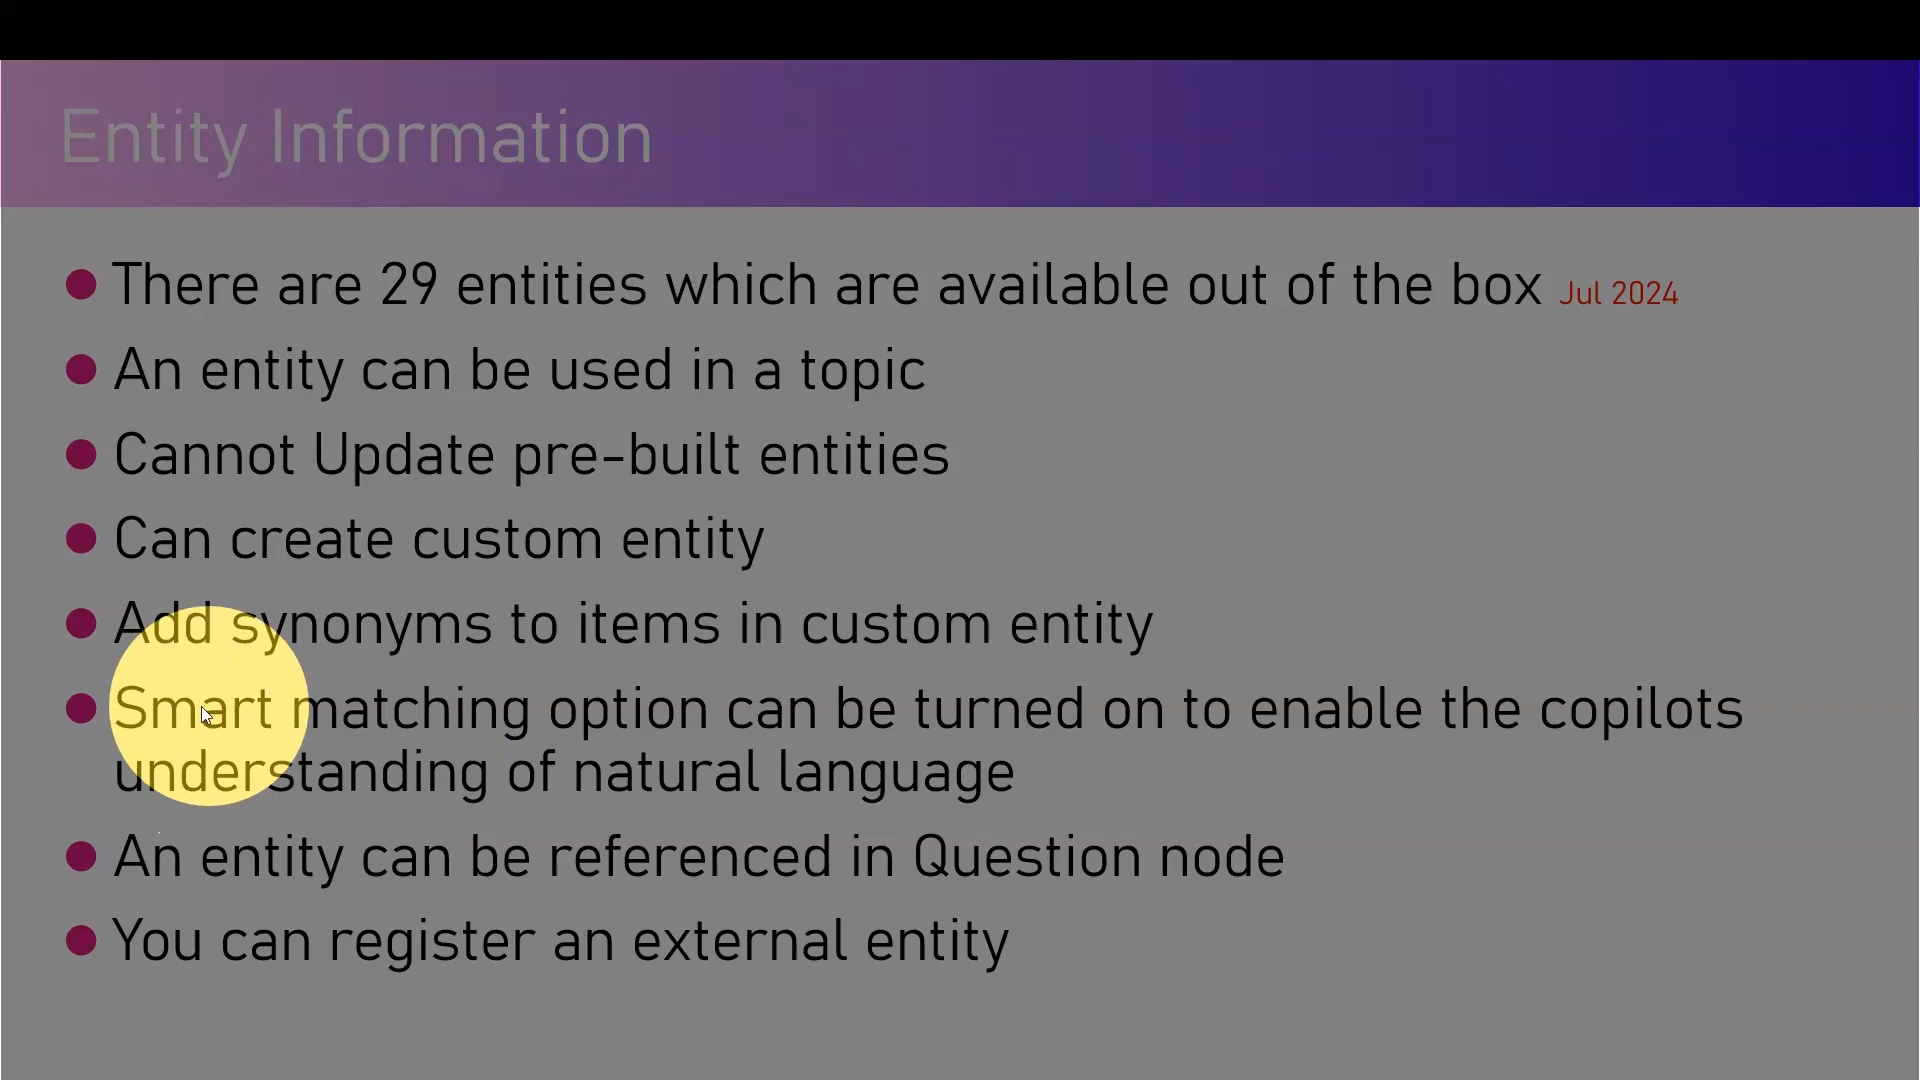 Entity Information
There are 29 entities which are available out of the box Jul 2024
An entity can be used in a topic
Cannot Update pre-built entities
Can create custom entity
Add synonyms to items in custom entity
Smart matching option can be turned on to enable the copilots
understanding of natural language
An entity can be referenced in Question node
You can register an external entity